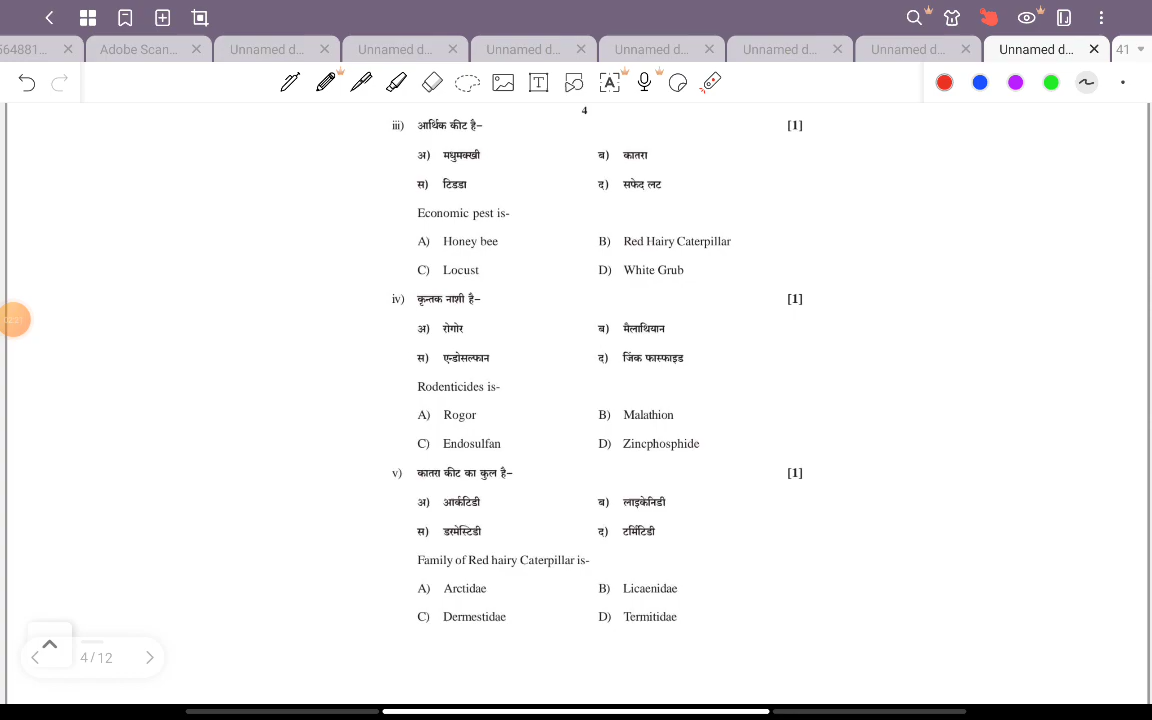 564881...
Adobe Scan...
Unnamed d...
Unnamed d...
Unnamed d...
Unnamed d...
Unnamed d...
Unnamed d...
Unnamed d...
41
4
iii) आर्थिक कीट है– [1]
अ) मधुमक्खी ब) कातरा
स) टिडडा द) सफेद लट
Economic pest is-
A) Honey bee B) Red Hairy Caterpillar
C) Locust D) White Grub
iv) कृन्तक नाशी है– [1]
अ) रोगोर ब) मैलाथियान
स) एन्डोसल्फान द) जिंक फास्फाइड
Rodenticides is-
A) Rogor B) Malathion
C) Endosulfan D) Zincphosphide
v) कातरा कीट का कुल है– [1]
अ) आर्कटिडी ब) लाइकेनिडी
स) डरमेस्टिडी द) टर्मिटिडी
Family of Red hairy Caterpillar is-
A) Arctidae B) Licaenidae
C) Dermestidae D) Termitidae
4/12